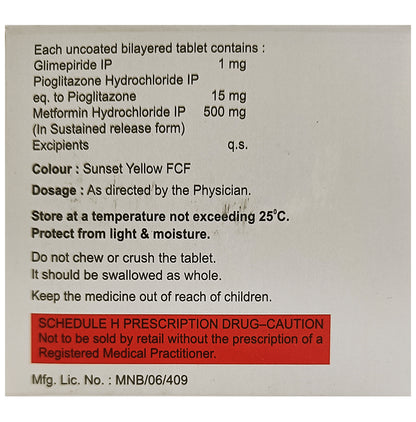 Each uncoated bilayered tablet contains :
Glimepiride IP 1 mg
Pioglitazone Hydrochloride IP
eq. to Pioglitazone 15 mg
Metformin Hydrochloride IP 500 mg
(In Sustained release form)
Excipients q.s.
Colour : Sunset Yellow FCF
Dosage : As directed by the Physician.
Store at a temperature not exceeding 25°C.
Protect from light & moisture.
Do not chew or crush the tablet.
It should be swallowed as whole.
Keep the medicine out of reach of children.
SCHEDULE H PRESCRIPTION DRUG–CAUTION
Not to be sold by retail without the prescription of a
Registered Medical Practitioner.
Mfg. Lic. No. : MNB/06/409